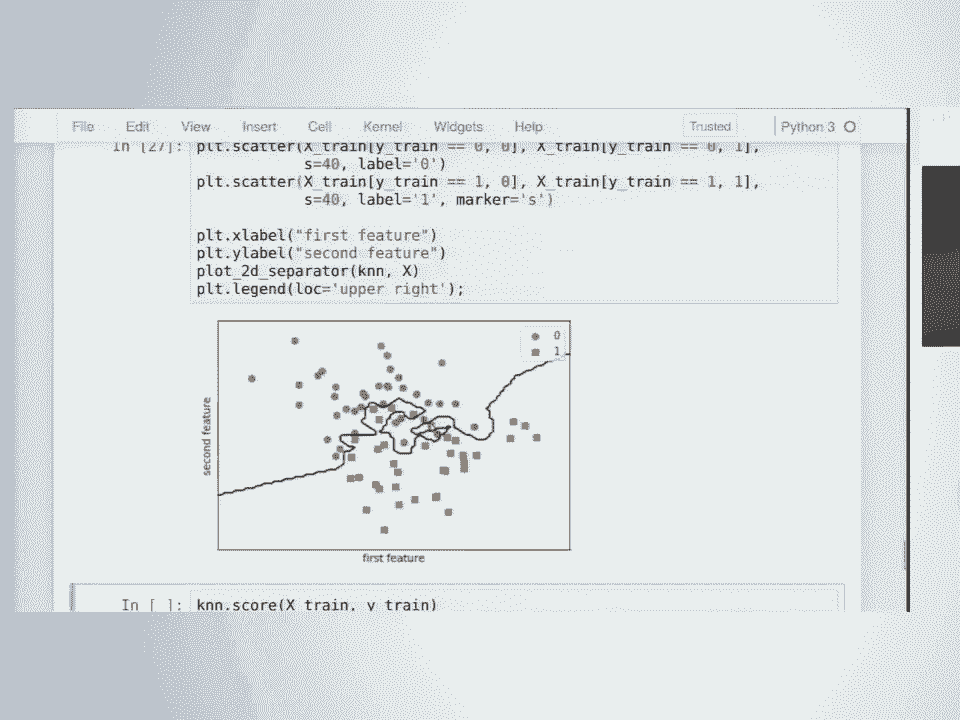 File Edit View Insert Cell Kernel Widgets Help Trusted Python 3
In [27]: plt.scatter(X_train[y_train == 0, 0], X_train[y_train == 0, 1],
s=40, label='0')
plt.scatter(X_train[y_train == 1, 0], X_train[y_train == 1, 1],
s=40, label='1', marker='s')
plt.xlabel("first feature")
plt.ylabel("second feature")
plot_2d_separator(knn, X)
plt.legend(loc='upper right');
0
1
second feature
first feature
In [ ]: knn.score(X_train, y_train)